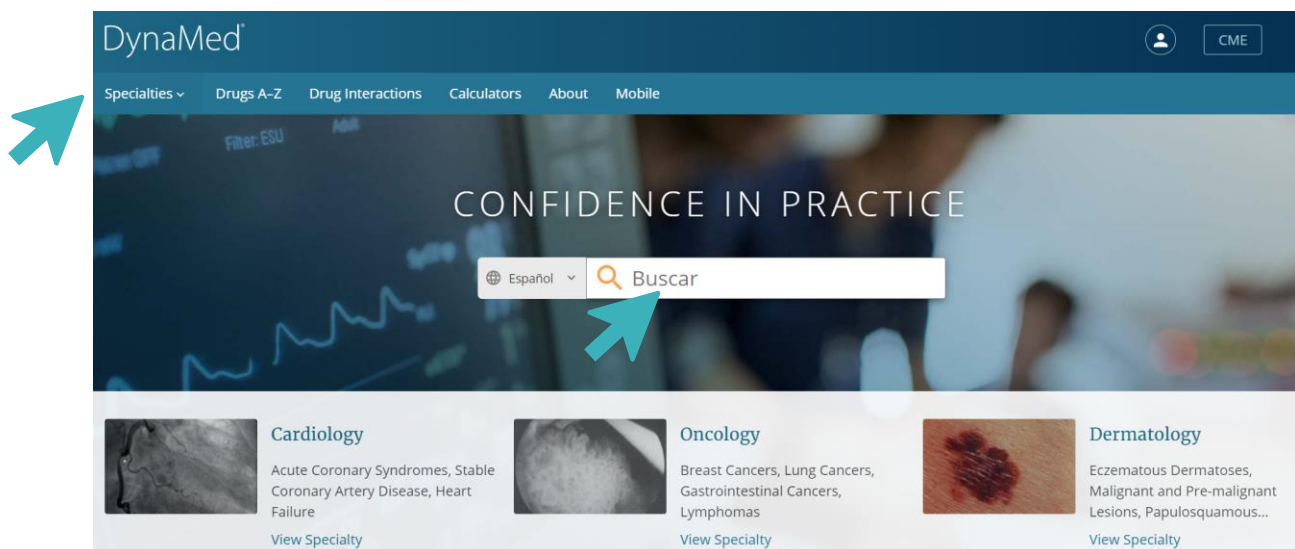 DynaMed®
CME
Specialties
Drugs A–Z
Drug Interactions
Calculators
About
Mobile
Filter: ESU
Adult
CONFIDENCE IN PRACTICE
Español
Buscar
Cardiology
Acute Coronary Syndromes, Stable
Coronary Artery Disease, Heart
Failure
View Specialty
Oncology
Breast Cancers, Lung Cancers,
Gastrointestinal Cancers,
Lymphomas
View Specialty
Dermatology
Eczematous Dermatoses,
Malignant and Pre-malignant
Lesions, Papulosquamous...
View Specialty